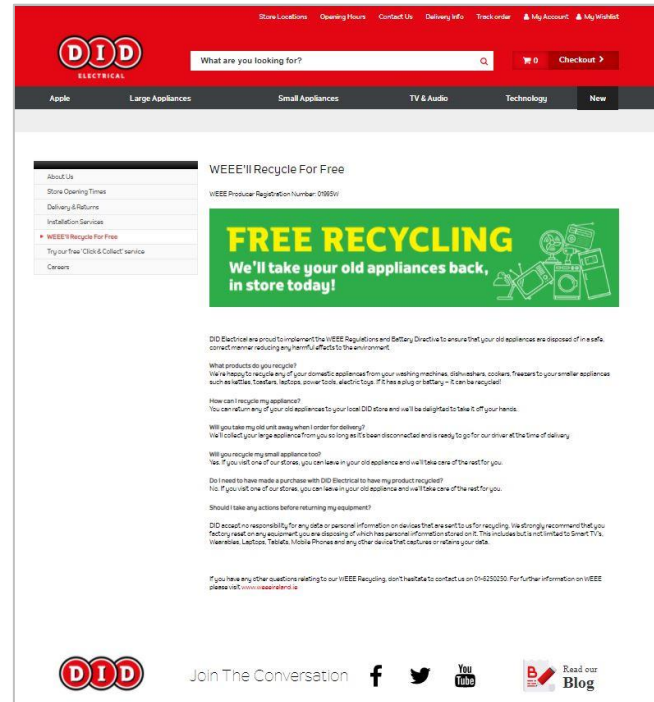 Store Locations Opening Hours Contact Us Delivery Info Track order My Account My Wishlist
DID
ELECTRICAL
What are you looking for?
0 Checkout >
Apple Large Appliances Small Appliances TV & Audio Technology New
About Us
Store Opening Times
Delivery & Returns
Installation Services
WEEE'll Recycle For Free
Try our free 'Click & Collect' service
Careers
WEEE'll Recycle For Free
WEEE Producer Registration Number: 01985W
FREE RECYCLING
We'll take your old appliances back,
in store today!
DID Electrical are proud to implement the WEEE Regulations and Battery Directive to ensure that your old appliances are disposed of in a safe,
correct manner reducing any harmful effects to the environment
What products do you recycle?
We're happy to recycle any of your domestic appliances from your washing machines, dishwashers, cookers, freezers to your smaller appliances
such as kettles, toasters, laptops, power tools, electric toys. If it has a plug or battery – it can be recycled!
How can I recycle my appliance?
You can return any of your old appliances to your local DID store and we'll be delighted to take it off your hands.
Will you take my old unit away when I order for delivery?
We'll collect your large appliance from you so long as it's been disconnected and is ready to go for our driver at the time of delivery
Will you recycle my small appliance too?
Yes. If you visit one of our stores, you can leave in your old appliance and we'll take care of the rest for you.
Do I need to have made a purchase with DID Electrical to have my product recycled?
No. If you visit one of our stores, you can leave in your old appliance and we'll take care of the rest for you.
Should I take any actions before returning my equipment?
DID accept no responsibility for any data or personal information on devices that are sent to us for recycling. We strongly recommend that you
factory reset on any equipment you are disposing of which has personal information stored on it. This includes but is not limited to Smart TV's,
Wearables, Laptops, Tablets, Mobile Phones and any other device that captures or retains your data.
If you have any other questions relating to our WEEE Recycling, don't hesitate to contact us on 01-6250250. For further information on WEEE
please visit www.weeeireland.ie
DID
Join The Conversation
You
Tube
Read our
Blog